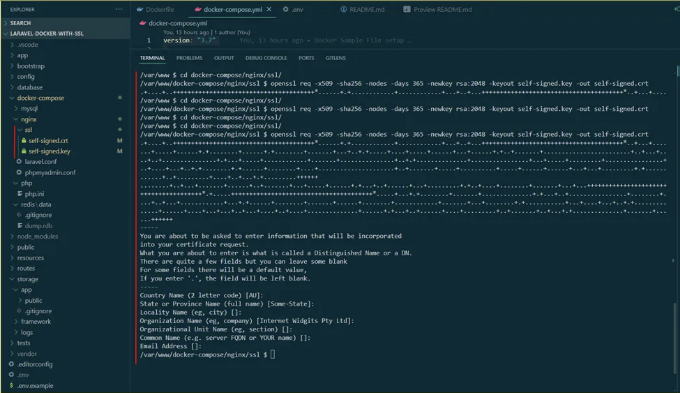 EXPLORER
SEARCH
LARAVEL-DOCKER-WITH-SSL
.vscode
app
bootstrap
config
database
docker-compose
mysql
nginx
ssl
self-signed.crt M
self-signed.key M
laravel.conf
phpmyadmin.conf
php
php.ini
redis\data
.gitignore
dump.rdb
node_modules
public
resources
routes
storage
app
public
.gitignore
framework
logs
tests
vendor
.editorconfig
.env
.env.example
Dockerfile
docker-compose.yml
.env
README.md
Preview README.md
docker-compose.yml
You, 13 hours ago | 1 author (You)
1 version: "3.7" You, 13 hours ago • Docker Sample File setup
TERMINAL PROBLEMS OUTPUT DEBUG CONSOLE PORTS GITLENS
/var/www $ cd docker-compose/nginx/ssl/
/var/www/docker-compose/nginx/ssl $ openssl req -x509 -sha256 -nodes -days 365 -newkey rsa:2048 -keyout self-signed.key -out self-signed.crt
/var/www $ cd docker-compose/nginx/ssl/
/var/www $ cd docker-compose/nginx/ssl/
/var/www/docker-compose/nginx/ssl $ openssl req -x509 -sha256 -nodes -days 365 -newkey rsa:2048 -keyout self-signed.key -out self-signed.crt
-----
You are about to be asked to enter information that will be incorporated
into your certificate request.
What you are about to enter is what is called a Distinguished Name or a DN.
There are quite a few fields but you can leave some blank
For some fields there will be a default value,
If you enter '.', the field will be left blank.
-----
Country Name (2 letter code) [AU]:
State or Province Name (full name) [Some-State]:
Locality Name (eg, city) []:
Organization Name (eg, company) [Internet Widgits Pty Ltd]:
Organizational Unit Name (eg, section) []:
Common Name (e.g. server FQDN or YOUR name) []:
Email Address []:
/var/www/docker-compose/nginx/ssl $